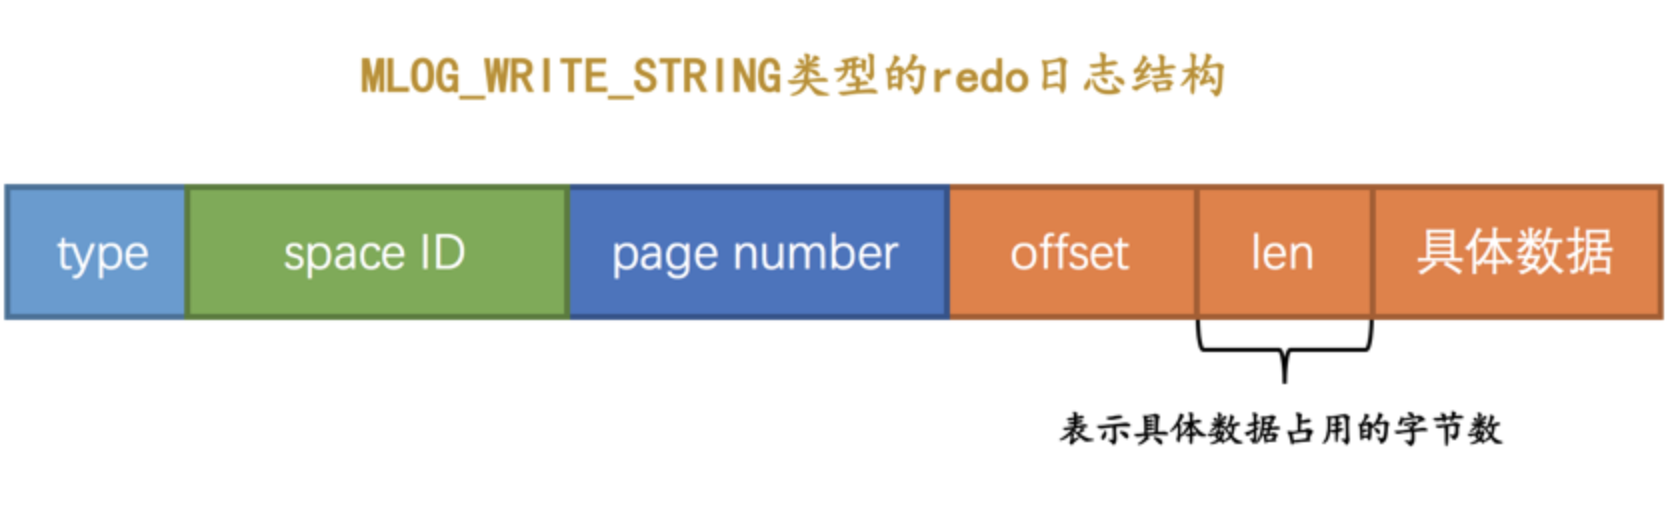 MLOG_WRITE_STRING类型的redo日志结构
type space ID page number offset len 具体数据
表示具体数据占用的字节数